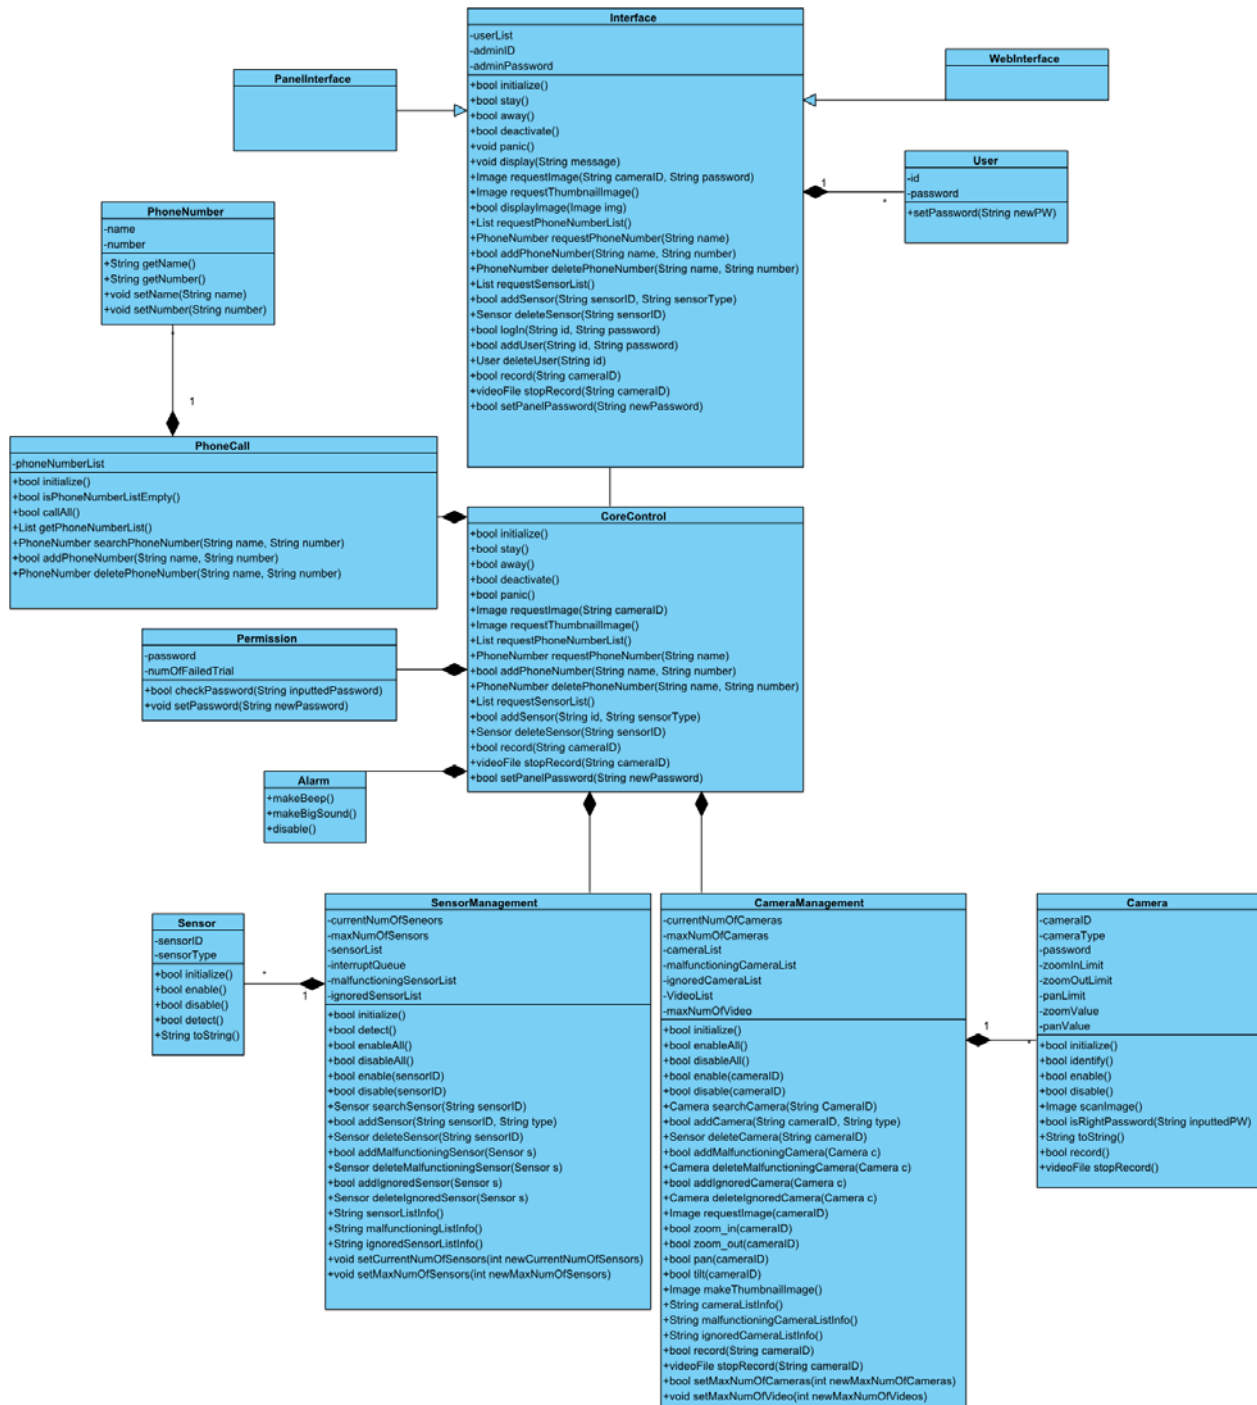 Interface
-userList
-adminID
-adminPassword
+bool initialize()
+bool stay()
+bool away()
+bool deactivate()
+void panic()
+void display(String message)
+Image requestImage(String cameraID, String password)
+Image requestThumbnailImage()
+bool displayImage(Image img)
+List requestPhoneNumberList()
+PhoneNumber requestPhoneNumber(String name)
+bool addPhoneNumber(String name, String number)
+PhoneNumber deletePhoneNumber(String name, String number)
+List requestSensorList()
+bool addSensor(String sensorID, String sensorType)
+Sensor deleteSensor(String sensorID)
+bool logIn(String id, String password)
+bool addUser(String id, String password)
+User deleteUser(String id)
+bool record(String cameraID)
+videoFile stopRecord(String cameraID)
+bool setPanelPassword(String newPassword)
PanelInterface
WebInterface
User
-id
-password
+setPassword(String newPW)
1
*
PhoneNumber
-name
-number
+String getName()
+String getNumber()
+void setName(String name)
+void setNumber(String number)
*
1
PhoneCall
-phoneNumberList
+bool initialize()
+bool isPhoneNumberListEmpty()
+bool callAll()
+List getPhoneNumberList()
+PhoneNumber searchPhoneNumber(String name, String number)
+bool addPhoneNumber(String name, String number)
+PhoneNumber deletePhoneNumber(String name, String number)
CoreControl
+bool initialize()
+bool stay()
+bool away()
+bool deactivate()
+bool panic()
+Image requestImage(String cameraID)
+Image requestThumbnailImage()
+List requestPhoneNumberList()
+PhoneNumber requestPhoneNumber(String name)
+bool addPhoneNumber(String name, String number)
+PhoneNumber deletePhoneNumber(String name, String number)
+List requestSensorList()
+bool addSensor(String id, String sensorType)
+Sensor deleteSensor(String sensorID)
+bool record(String cameraID)
+videoFile stopRecord(String cameraID)
+bool setPanelPassword(String newPassword)
Permission
-password
-numOfFailedTrial
+bool checkPassword(String inputtedPassword)
+void setPassword(String newPassword)
Alarm
+makeBeep()
+makeBigSound()
+disable()
Sensor
-sensorID
-sensorType
+bool initialize()
+bool enable()
+bool disable()
+bool detect()
+String toString()
*
1
SensorManagement
-currentNumOfSeneors
-maxNumOfSensors
-sensorList
-interruptQueue
-malfunctioningSensorList
-ignoredSensorList
+bool initialize()
+bool detect()
+bool enableAll()
+bool disableAll()
+bool enable(sensorID)
+bool disable(sensorID)
+Sensor searchSensor(String sensorID)
+bool addSensor(String sensorID, String type)
+Sensor deleteSensor(String sensorID)
+bool addMalfunctioningSensor(Sensor s)
+Sensor deleteMalfunctioningSensor(Sensor s)
+bool addIgnoredSensor(Sensor s)
+Sensor deleteIgnoredSensor(Sensor s)
+String sensorListInfo()
+String malfunctioningListInfo()
+String ignoredSensorListInfo()
+void setCurrentNumOfSensors(int newCurrentNumOfSensors)
+void setMaxNumOfSensors(int newMaxNumOfSensors)
CameraManagement
-currentNumOfCameras
-maxNumOfCameras
-cameraList
-malfunctioningCameraList
-ignoredCameraList
-VideoList
-maxNumOfVideo
+bool initialize()
+bool enableAll()
+bool disableAll()
+bool enable(cameraID)
+bool disable(cameraID)
+Camera searchCamera(String CameraID)
+bool addCamera(String cameraID, String type)
+Sensor deleteCamera(String cameraID)
+bool addMalfunctioningCamera(Camera c)
+Camera deleteMalfunctioningCamera(Camera c)
+bool addIgnoredCamera(Camera c)
+Camera deleteIgnoredCamera(Camera c)
+Image requestImage(cameraID)
+bool zoom_in(cameraID)
+bool zoom_out(cameraID)
+bool pan(cameraID)
+bool tilt(cameraID)
+Image makeThumbnailImage()
+String cameraListInfo()
+String malfunctioningCameraListInfo()
+String ignoredCameraListInfo()
+bool record(String cameraID)
+videoFile stopRecord(String cameraID)
+bool setMaxNumOfCameras(int newMaxNumOfCameras)
+void setMaxNumOfVideo(int newMaxNumOfVideos)
1
*
Camera
-cameraID
-cameraType
-password
-zoomInLimit
-zoomOutLimit
-panLimit
-zoomValue
-panValue
+bool initialize()
+bool identify()
+bool enable()
+bool disable()
+Image scanImage()
+bool isRightPassword(String inputtedPW)
+String toString()
+bool record()
+videoFile stopRecord()